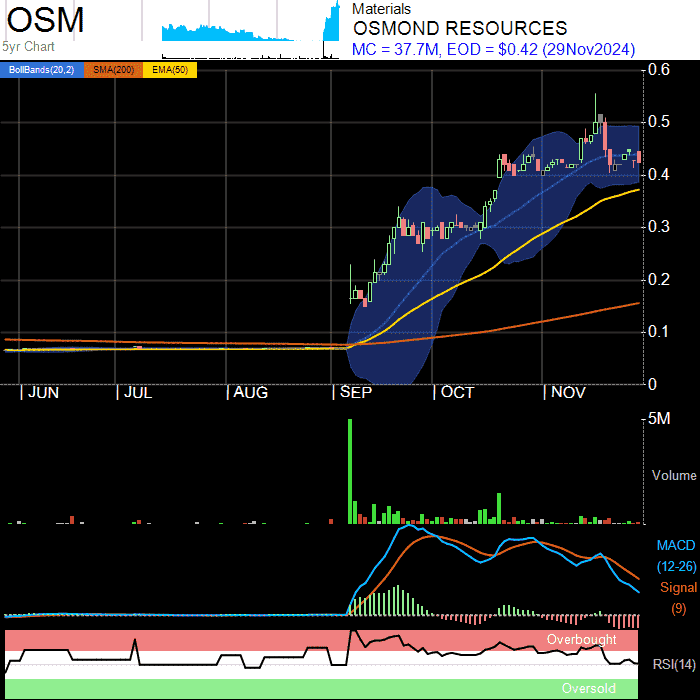 OSM
5yr Chart
Materials
OSMOND RESOURCES
MC = 37.7M, EOD = $0.42 (29Nov2024)
BollBands(20,2) SMA(200) EMA(50)
0.6
0.5
0.4
0.3
0.2
0.1
0
JUN JUL AUG SEP OCT NOV
5M
Volume
MACD
(12-26)
Signal
(9)
Overbought
RSI(14)
Oversold